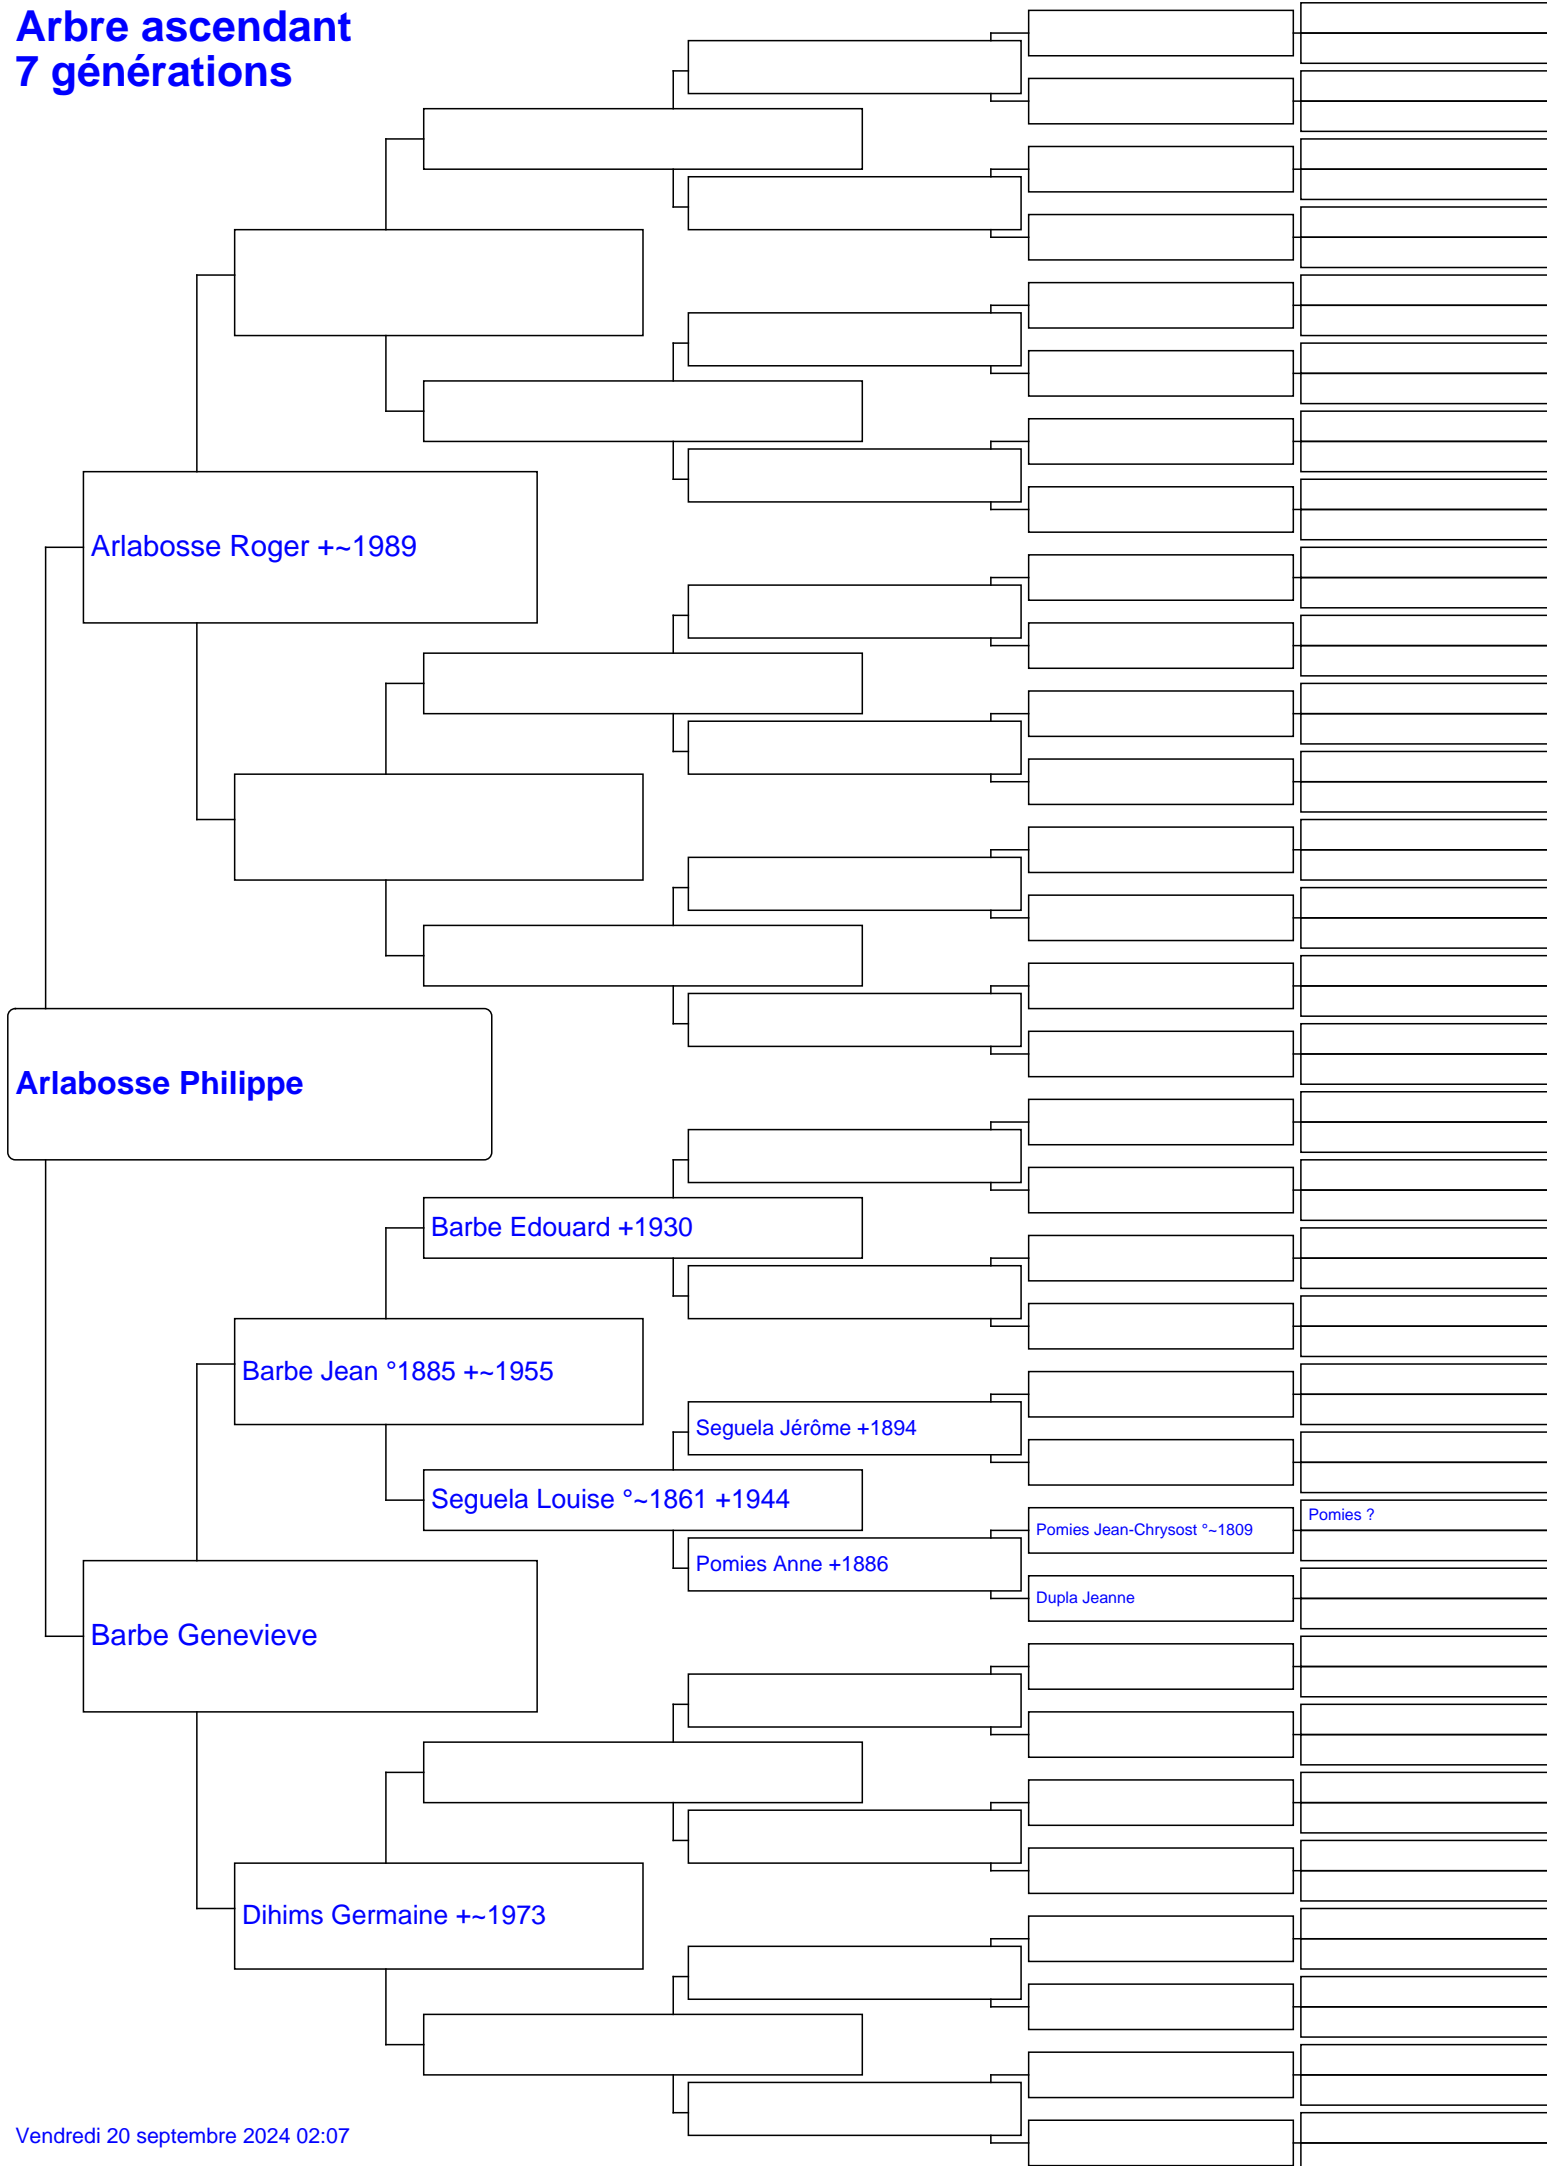 Arbre ascendant
7 générations
Arlabosse Roger +~1989
Arlabosse Philippe
Barbe Edouard +1930
Barbe Jean °1885 +~1955
Seguela Jérôme +1894
Seguela Louise °~1861 +1944
Pomies ?
Pomies Jean-Chrysost °~1809
Pomies Anne +1886
Dupla Jeanne
Barbe Genevieve
Dihims Germaine +~1973
Vendredi 20 septembre 2024 02:07